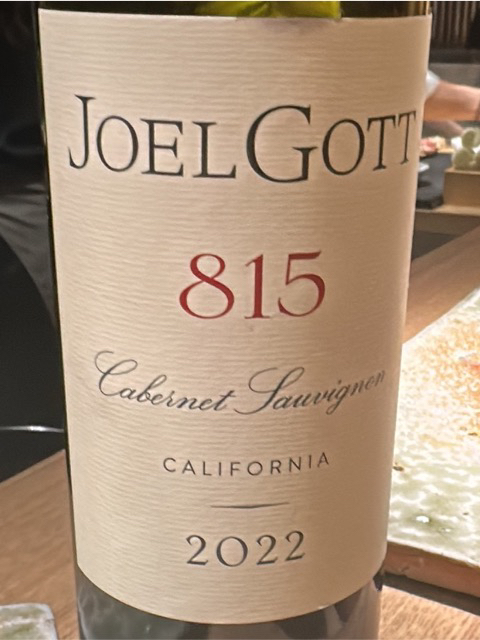 JOEL GOTT
815
Cabernet Sauvignon
CALIFORNIA
2022